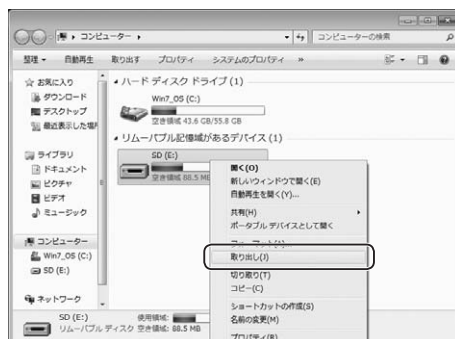 コンピューター
コンピューターの検索
整理
自動再生
取り出す
プロパティ
システムのプロパティ
»
お気に入り
ダウンロード
デスクトップ
最近表示した場所
ライブラリ
ドキュメント
ピクチャ
ビデオ
ミュージック
コンピューター
Win7_OS (C:)
SD (E:)
ネットワーク
ハード ディスク ドライブ (1)
Win7_OS (C:)
空き領域 43.6 GB/55.8 GB
リムーバブル記憶域があるデバイス (1)
SD (E:)
空き領域 88.5 MB
開く(O)
新しいウィンドウで開く(E)
自動再生を開く(Y)...
共有(H)
ポータブル デバイスとして開く
フォーマット(A)...
取り出し(J)
切り取り(T)
コピー(C)
ショートカットの作成(S)
名前の変更(M)
プロパティ(R)
SD (E:)
使用領域:
リムーバブル ディスク
空き領域: 88.5 MB